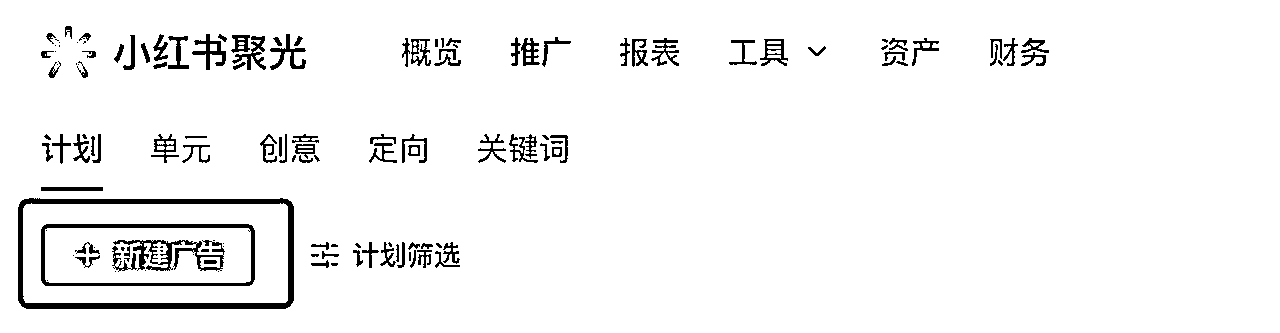 小红书聚光 概览 推广 报表 工具 资产 财务
计划 单元 创意 定向 关键词
+ 新建广告 计划筛选